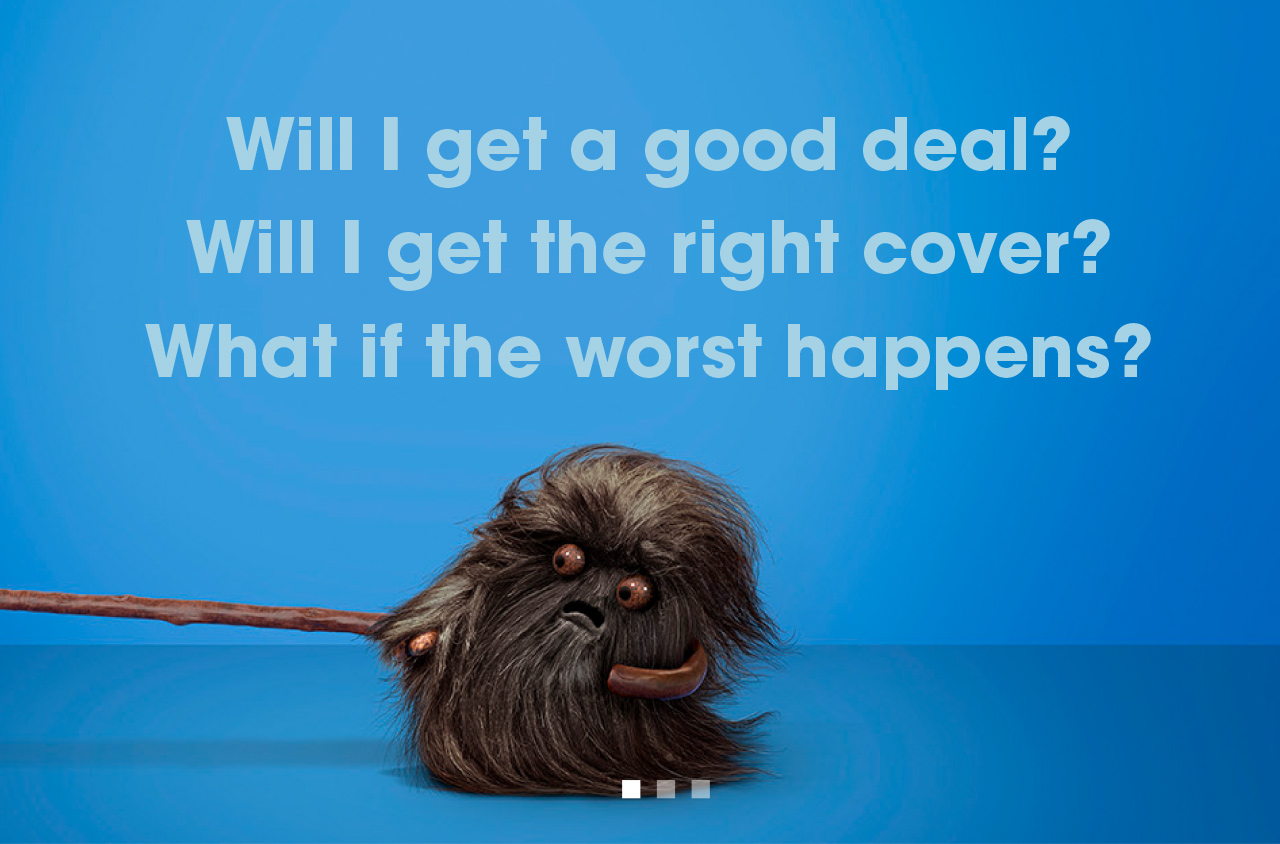 Will I get a good deal?
Will I get the right cover?
What if the worst happens?